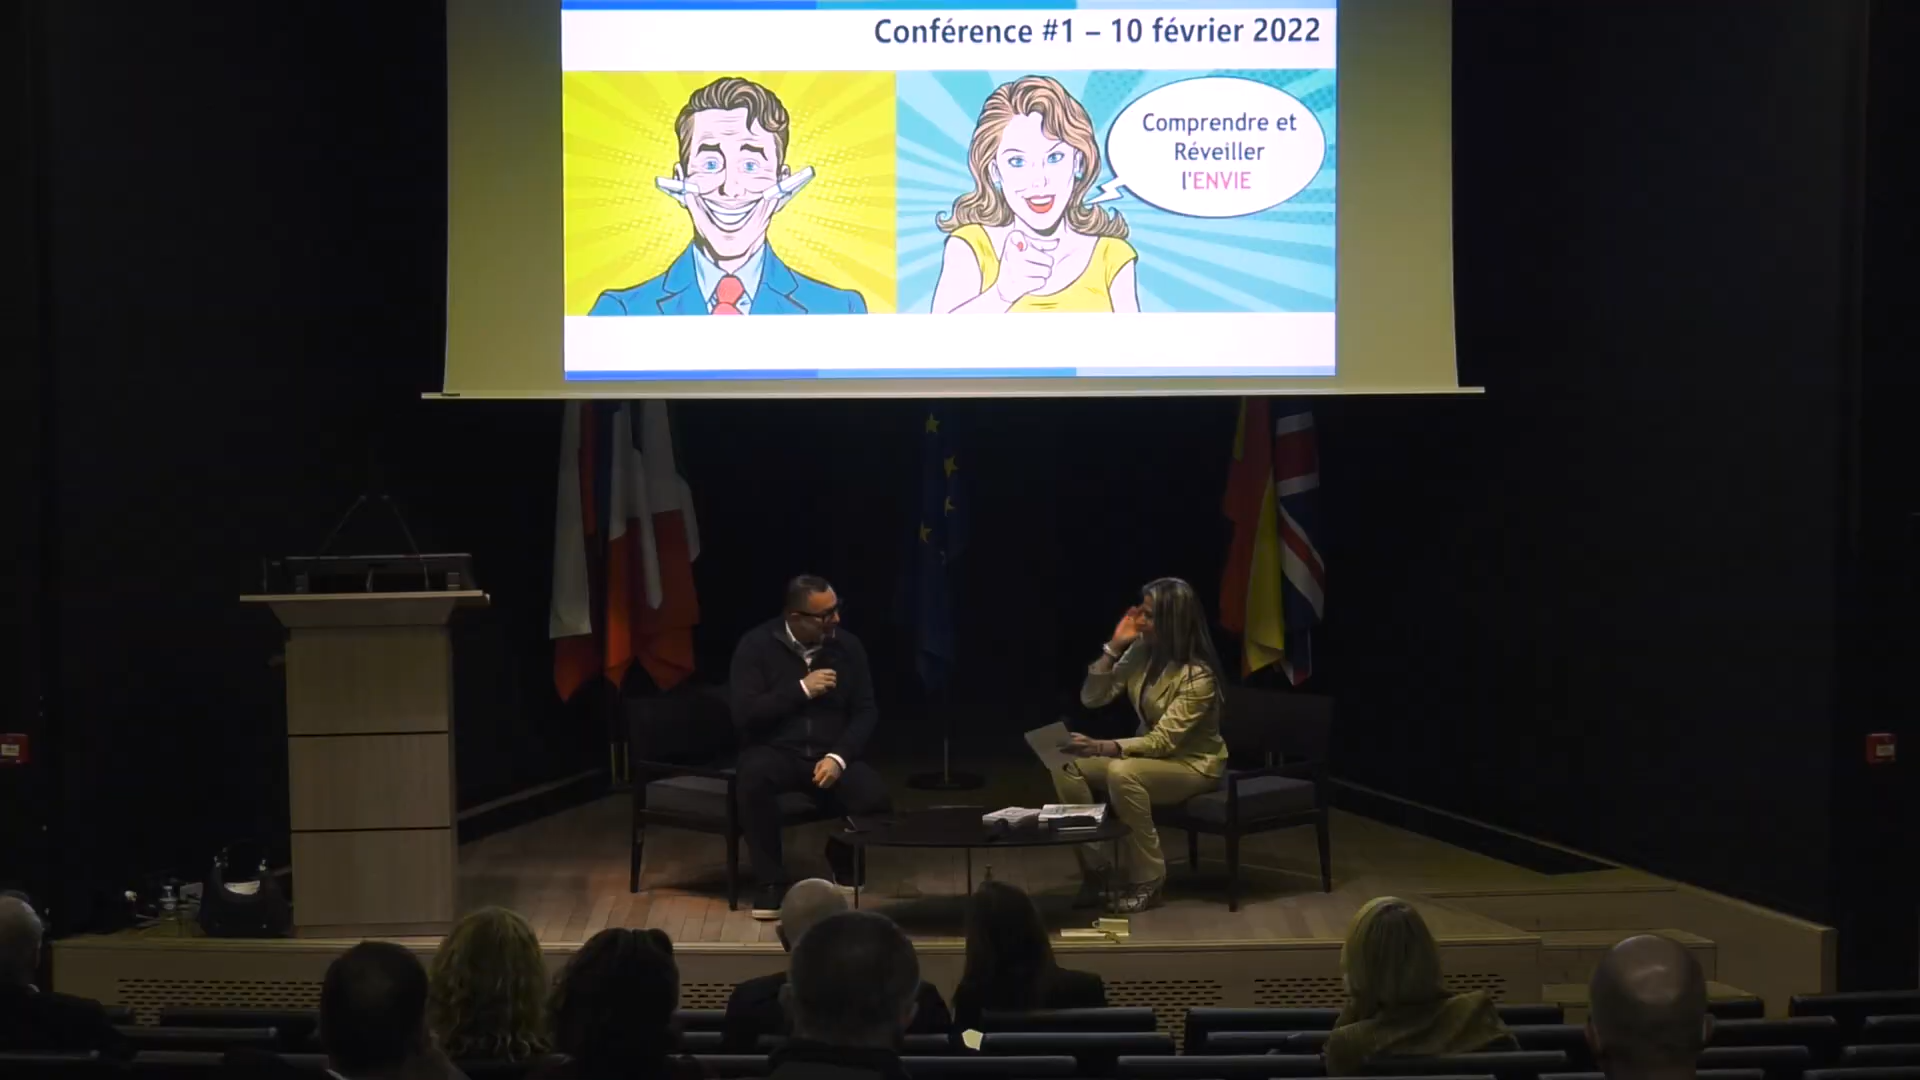 Conférence #1 – 10 février 2022
Comprendre et
Réveiller
l'ENVIE